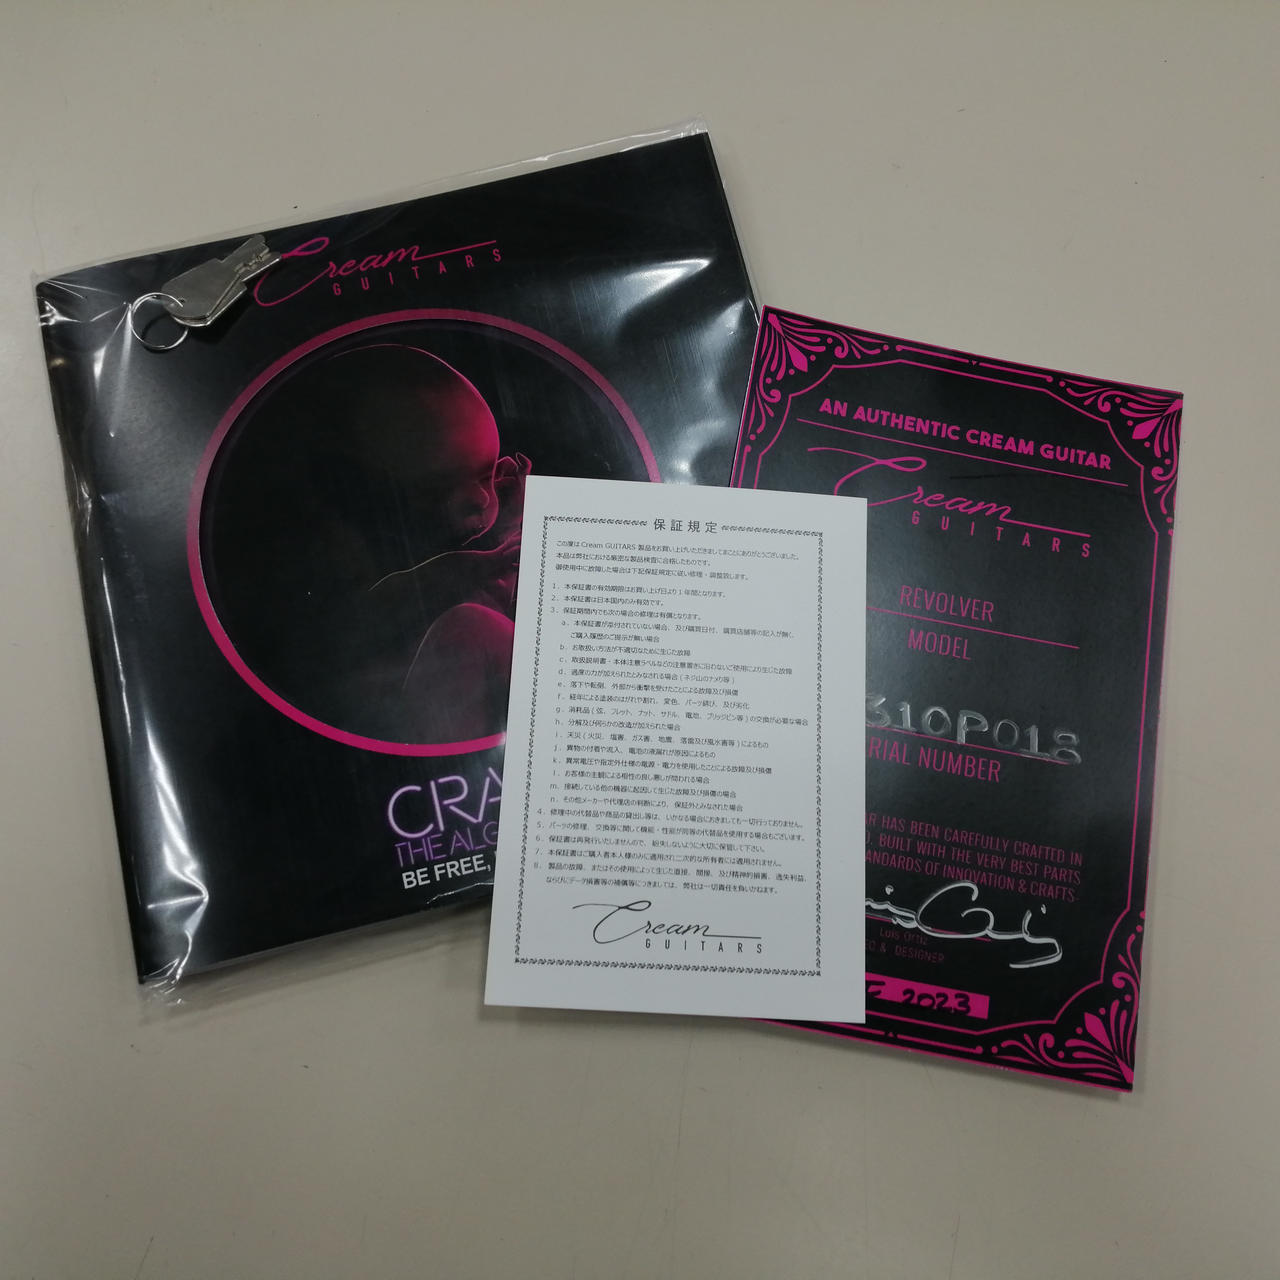 Cream
GUITARS
CRA
THE ALG
BE FREE,
AN AUTHENTIC CREAM GUITAR
Cream
GUITARS
REVOLVER
MODEL
310P018
ERIAL NUMBER
AR HAS BEEN CAREFULLY CRAFTED IN
BUILT WITH THE VERY BEST PARTS
ANDARDS OF INNOVATION & CRAFTS-
Luis Ortiz
& DESIGNER
2023
保証規定
この度は Cream GUITARS 製品をお買い上げいただきましてまことにありがとうございました。
本品は弊社における厳密な製品検査に合格したものです。
御使用中に故障した場合は下記保証規定に従い修理・調整致します。
1. 本保証書の有効期限はお買い上げ日より 1 年間となります。
2. 本保証書は日本国内のみ有効です。
3. 保証期間内でも次の場合の修理は有償となります。
a. 本保証書が添付されていない場合、及び購買日付、購買店舗等の記入が無く、
ご購入履歴のご提示が無い場合
b. お取扱い方法が不適切なために生じた故障
c. 取扱説明書・本体注意ラベルなどの注意書きに沿わないご使用により生じた故障
d. 過度の力が加えられたとみなされる場合 ( ネジ山のナメり等 )
e. 落下や転倒、外部から衝撃を受けたことによる故障及び損傷
f. 経年による塗装のはがれや割れ、変色、パーツ錆び、及び劣化
g. 消耗品 ( 弦、フレット、ナット、サドル、電池、ブリッジピン等 ) の交換が必要な場合
h. 分解及び何らかの改造が加えられた場合
i. 天災 ( 火災、塩害、ガス害、地震、落雷及び風水害等 ) によるもの
j. 異物の付着や流入、電池の液漏れが原因によるもの
k. 異常電圧や指定外仕様の電源・電力を使用したことによる故障及び損傷
l. お客様の主観による相性の良し悪しが問われる場合
m. 接続している他の機器に起因して生じた故障及び損傷の場合
n. その他メーカーや代理店の判断により、保証外とみなされた場合
4. 修理中の代替品や商品の貸出し等は、いかなる場合におきましても一切行っておりません。
5. パーツの修理、交換等に関して機能・性能が同等の代替品を使用する場合もございます。
6. 保証書は再発行いたしませんので、紛失しないように大切に保管して下さい。
7. 本保証書はご購入者本人様のみに適用され二次的な所有者には適用されません。
8. 製品の故障、またはその使用によって生じた直接、間接、及び精神的損害、逸失利益、
ならびにデータ損害等の補償等につきましては、弊社は一切責任を負いかねます。
Cream
GUITARS